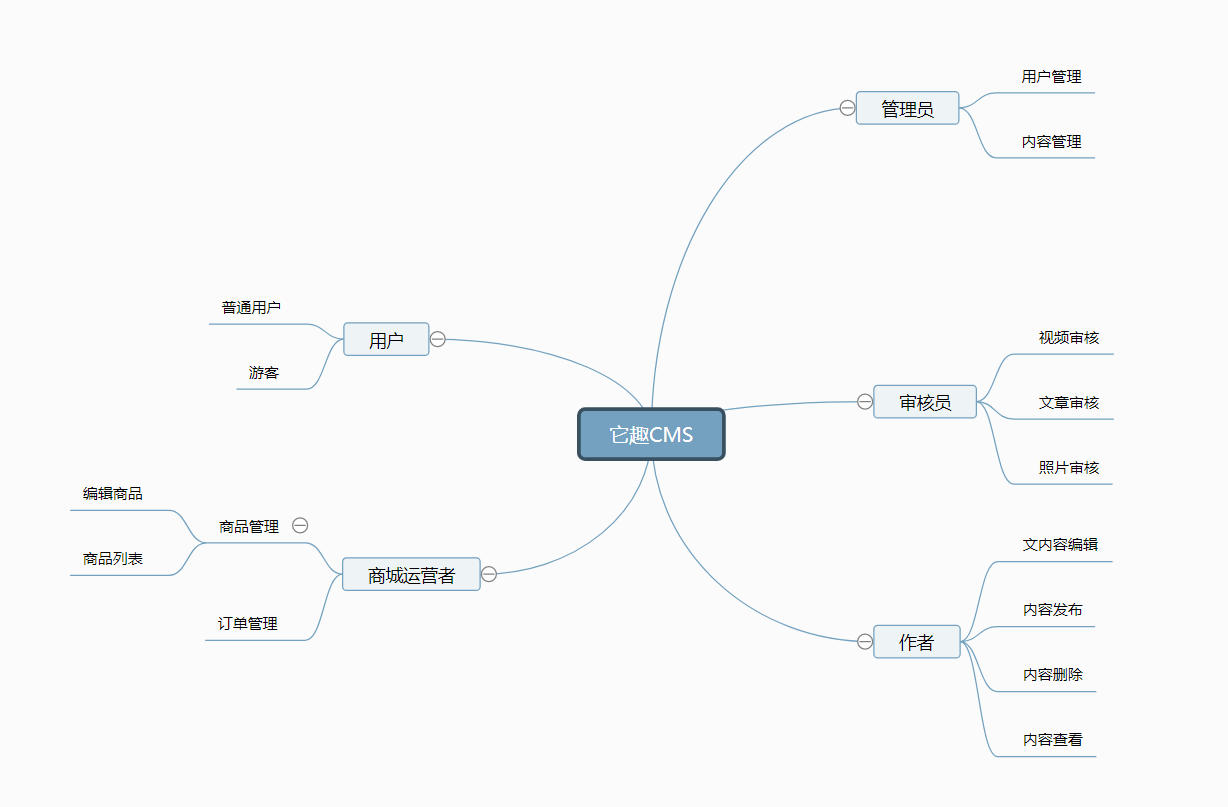 它趣CMS
管理员
用户管理
内容管理
审核员
视频审核
文章审核
照片审核
作者
文内容编辑
内容发布
内容删除
内容查看
用户
普通用户
游客
商城运营者
商品管理
编辑商品
商品列表
订单管理